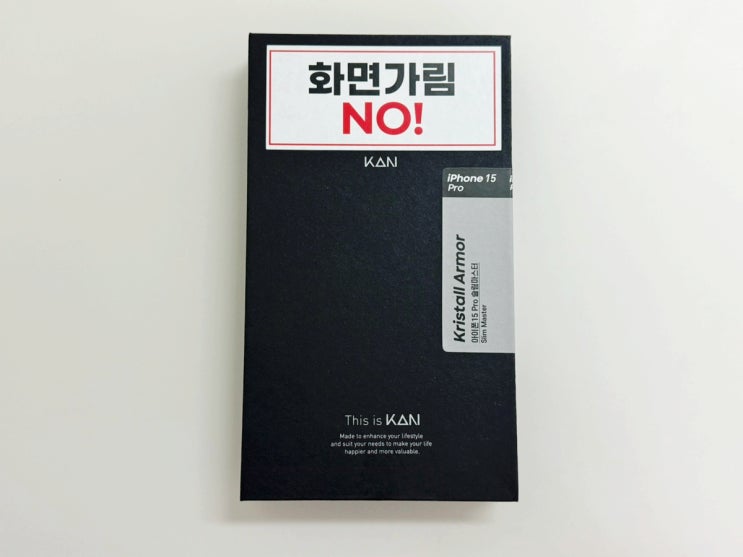 화면가림
NO!
KAN
iPhone 15
Pro
Kristall Armor
아이폰15 Pro 슬림마스터
Slim Master
This is KAN
Made to enhance your lifestyle
and suit your needs to make your life
happier and more valuable.